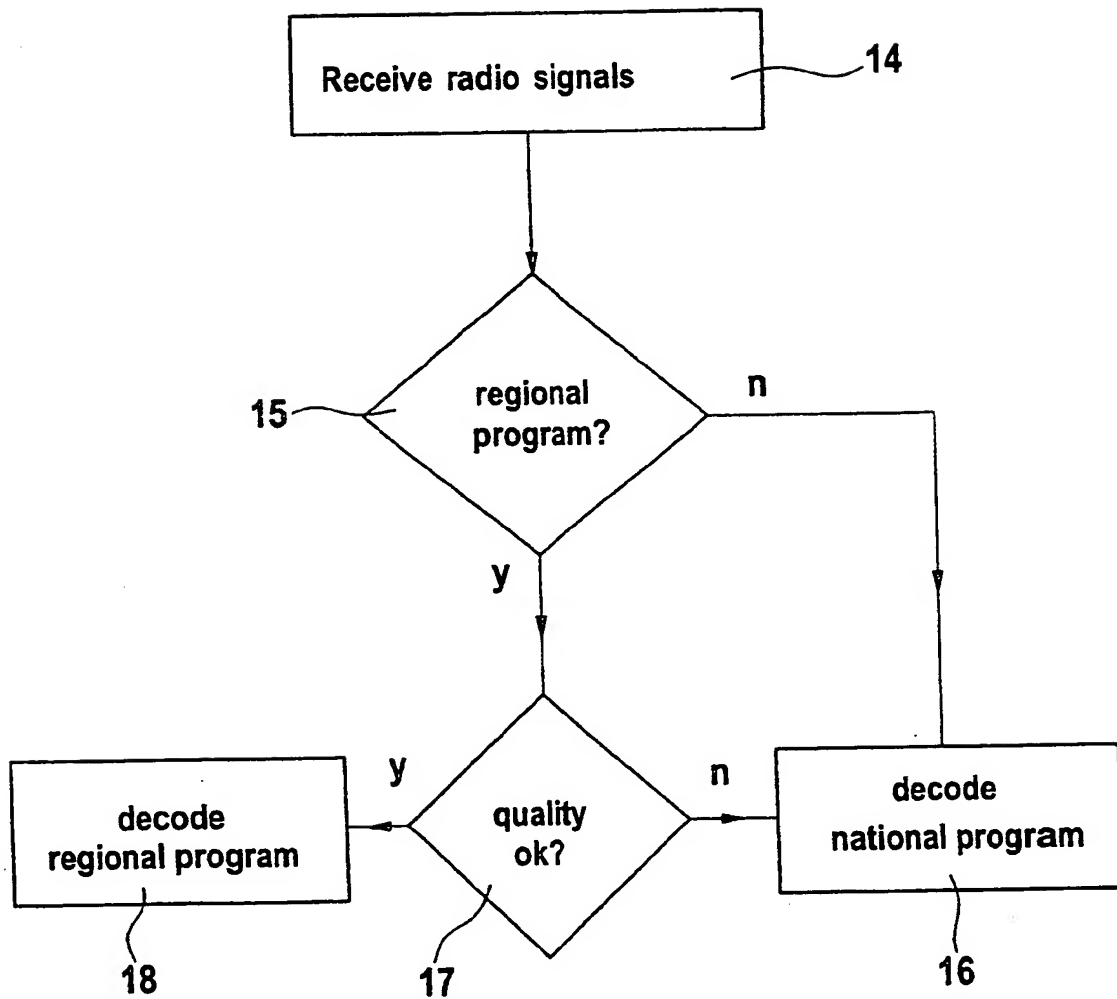 Receive radio signals
14
15
regional
program?
n
y
y
n
decode
regional program
quality
ok?
decode
national program
18
17
16